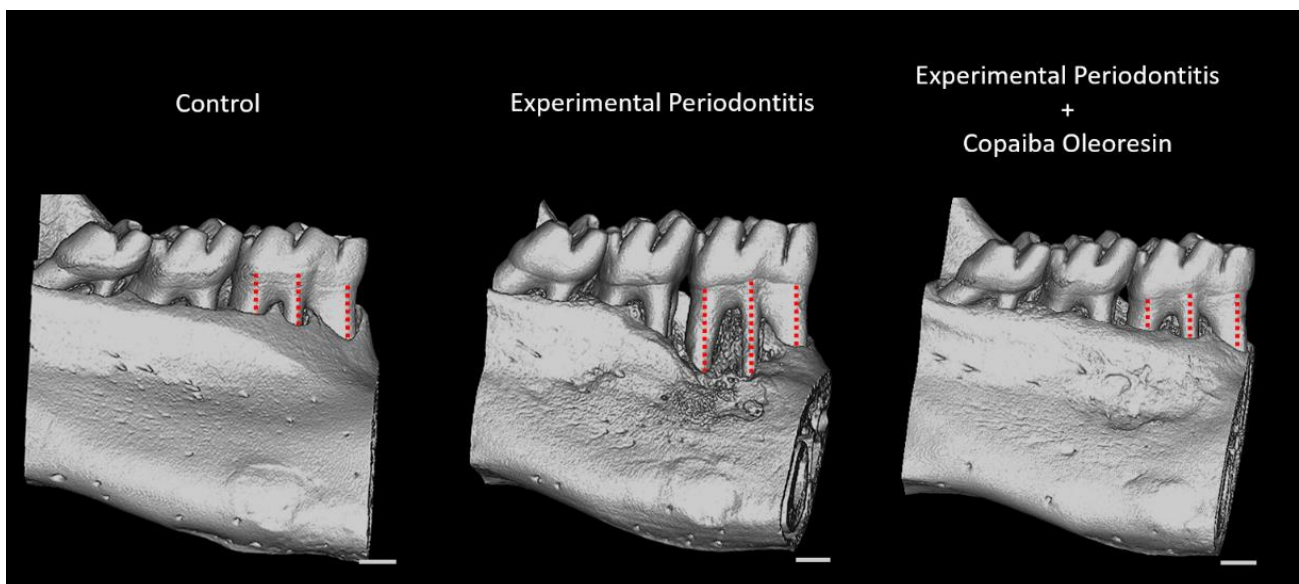 Control
Experimental Periodontitis
Experimental Periodontitis
+
Copaiba Oleoresin